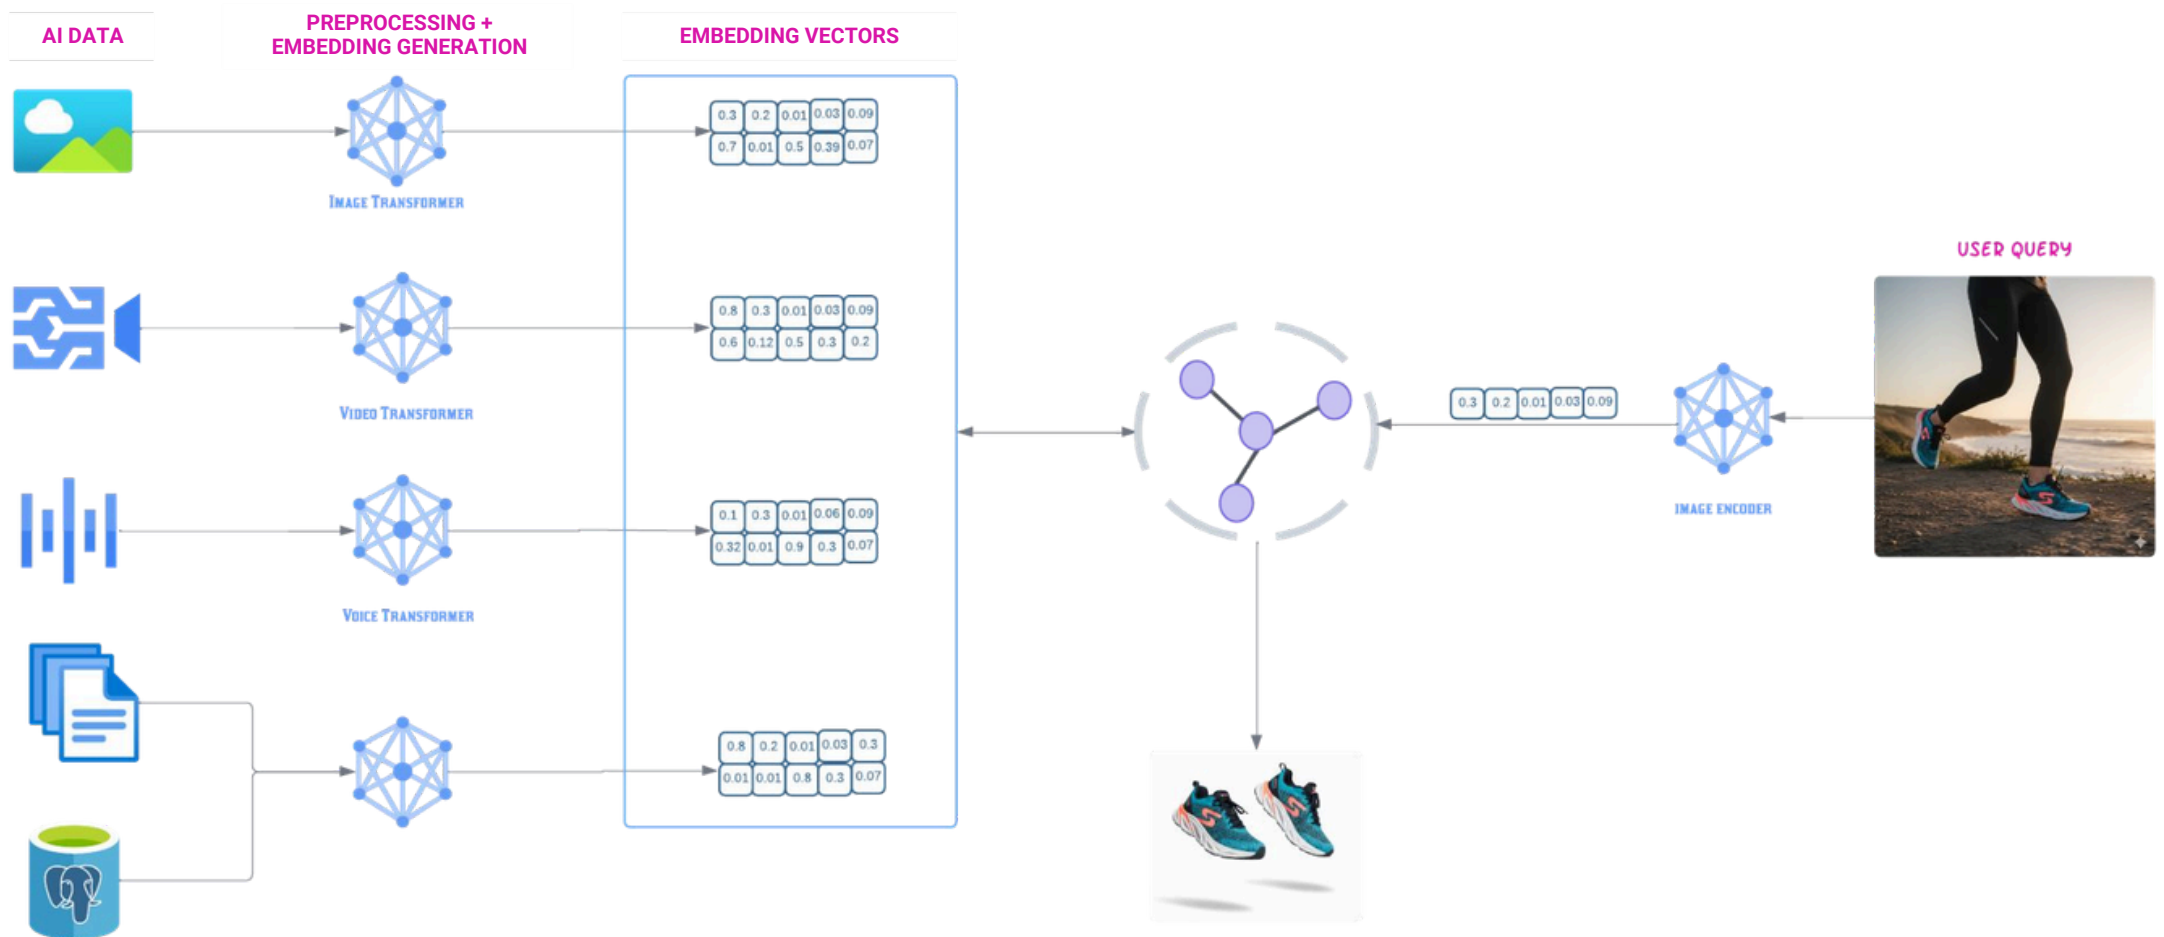 AI DATA
PREPROCESSING +
EMBEDDING GENERATION
EMBEDDING VECTORS
0.3 0.2 0.01 0.03 0.09
0.7 0.01 0.5 0.39 0.07
IMAGE TRANSFORMER
0.8 0.3 0.01 0.03 0.09
0.6 0.12 0.5 0.3 0.2
VIDEO TRANSFORMER
0.1 0.3 0.01 0.06 0.09
0.32 0.01 0.9 0.3 0.07
VOICE TRANSFORMER
0.8 0.2 0.01 0.03 0.3
0.01 0.01 0.8 0.3 0.07
0.3 0.2 0.01 0.03 0.09
IMAGE ENCODER
USER QUERY